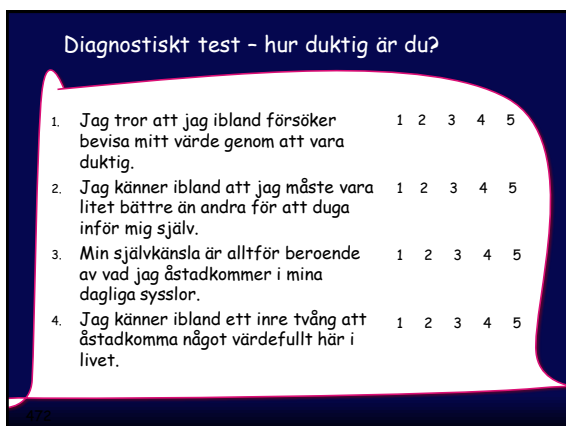 Diagnostiskt test – hur duktig är du?
1. Jag tror att jag ibland försöker 1 2 3 4 5
bevisa mitt värde genom att vara
duktig.
2. Jag känner ibland att jag måste vara 1 2 3 4 5
litet bättre än andra för att duga
inför mig själv.
3. Min självkänsla är alltför beroende 1 2 3 4 5
av vad jag åstadkommer i mina
dagliga sysslor.
4. Jag känner ibland ett inre tvång att 1 2 3 4 5
åstadkomma något värdefullt här i
livet.
472